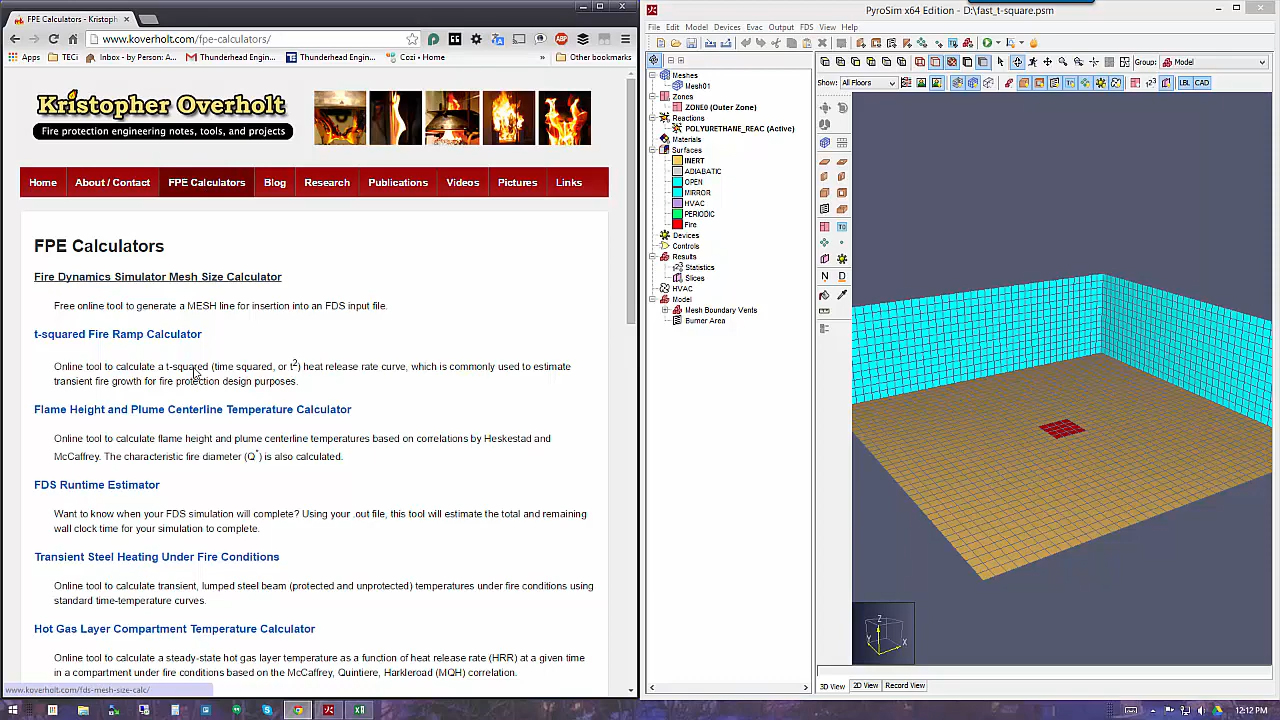 FPE Calculators - Kristoph
www.koverholt.com/fpe-calculators/
Apps
TECI
Inbox - by Person: A...
Thunderhead Engin...
Thunderhead Engin...
Cozi - Home
Other bookmarks
Kristopher Overholt
Fire protection engineering notes, tools, and projects
Home
About / Contact
FPE Calculators
Blog
Research
Publications
Videos
Pictures
Links
FPE Calculators
Fire Dynamics Simulator Mesh Size Calculator
Free online tool to generate a MESH line for insertion into an FDS input file.
t-squared Fire Ramp Calculator
Online tool to calculate a t-squared (time squared, or t2) heat release rate curve, which is commonly used to estimate
transient fire growth for fire protection design purposes.
Flame Height and Plume Centerline Temperature Calculator
Online tool to calculate flame height and plume centerline temperatures based on correlations by Heskestad and
McCaffrey. The characteristic fire diameter (Q*) is also calculated.
FDS Runtime Estimator
Want to know when your FDS simulation will complete? Using your .out file, this tool will estimate the total and remaining
wall clock time for your simulation to complete.
Transient Steel Heating Under Fire Conditions
Online tool to calculate transient, lumped steel beam (protected and unprotected) temperatures under fire conditions using
standard time-temperature curves.
Hot Gas Layer Compartment Temperature Calculator
Online tool to calculate a steady-state hot gas layer temperature as a function of heat release rate (HRR) at a given time
in a compartment under fire conditions based on the McCaffrey, Quintiere, Harkleroad (MQH) correlation.
www.koverholt.com/fds-mesh-size-calc/
PyroSim x64 Edition - D:\fast_t-square.psm
File Edit Model Devices Evac Output FDS View Help
Group: Model
Show: All Floors
LBL CAD
Meshes
Mesh01
Zones
ZONE0 (Outer Zone)
Reactions
POLYURETHANE_REAC (Active)
Materials
Surfaces
INERT
ADIABATIC
OPEN
MIRROR
HVAC
PERIODIC
Fire
Devices
Controls
Results
Statistics
Slices
HVAC
Model
Mesh Boundary Vents
Burner Area
N D
Z
Y
X
3D View
2D View
Record View
12:12 PM